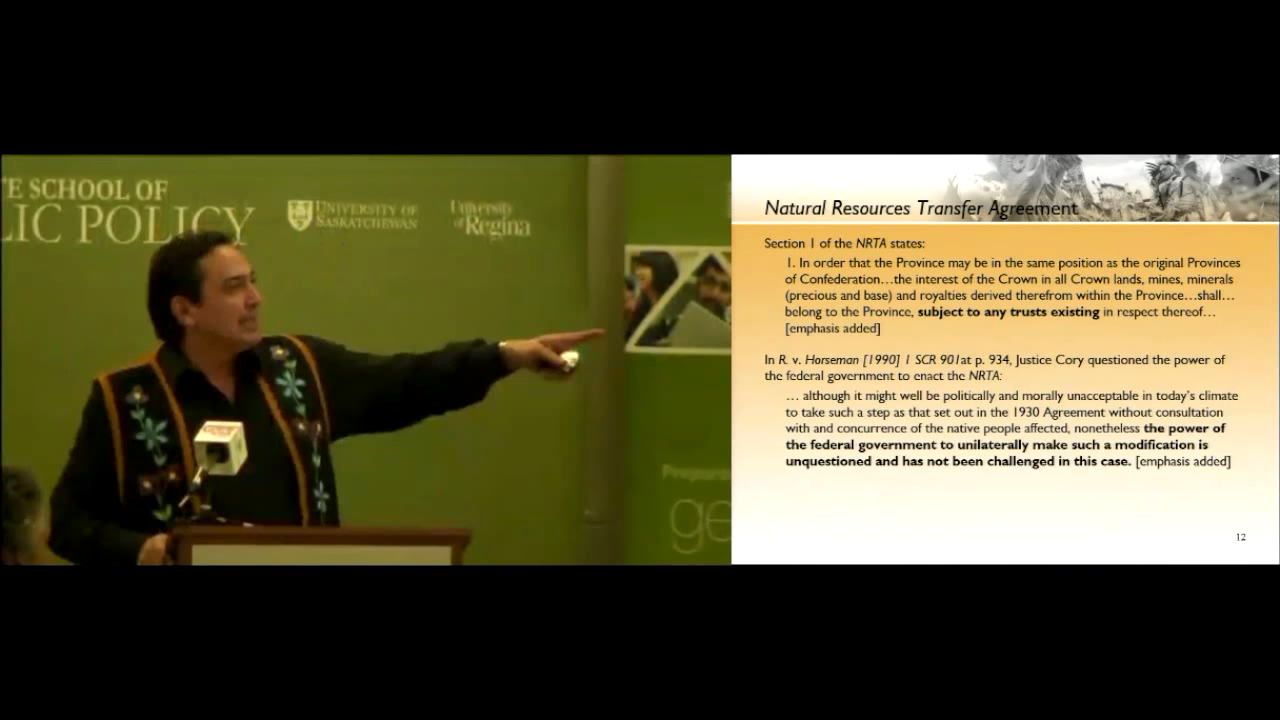 E SCHOOL OF
LIC POLICY
UNIVERSITY OF
SASKATCHEWAN
University
of Regina
ge
Natural Resources Transfer Agreement
Section 1 of the NRTA states:
1. In order that the Province may be in the same position as the original Provinces
of Confederation…the interest of the Crown in all Crown lands, mines, minerals
(precious and base) and royalties derived therefrom within the Province…shall…
belong to the Province, subject to any trusts existing in respect thereof…
[emphasis added]
In R. v. Horseman [1990] 1 SCR 901at p. 934, Justice Cory questioned the power of
the federal government to enact the NRTA:
… although it might well be politically and morally unacceptable in today's climate
to take such a step as that set out in the 1930 Agreement without consultation
with and concurrence of the native people affected, nonetheless the power of
the federal government to unilaterally make such a modification is
unquestioned and has not been challenged in this case. [emphasis added]
12